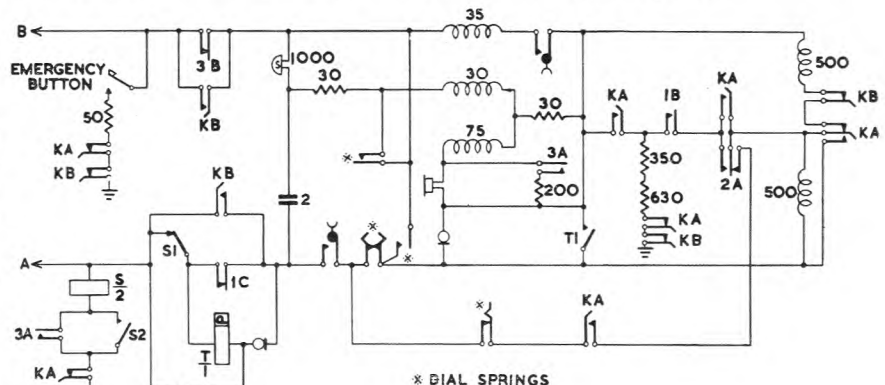 B
35
1000
3B
KB
EMERGENCY
BUTTON
50
KA
KB
30
30
30
75
3A
200
KA
1B
KA
500
KB
KA
350
630
2A
500
KA
KB
KB
2
S1
1C
T1
A
S/2
3A
S2
KA
T/1
KA
※ DIAL SPRINGS